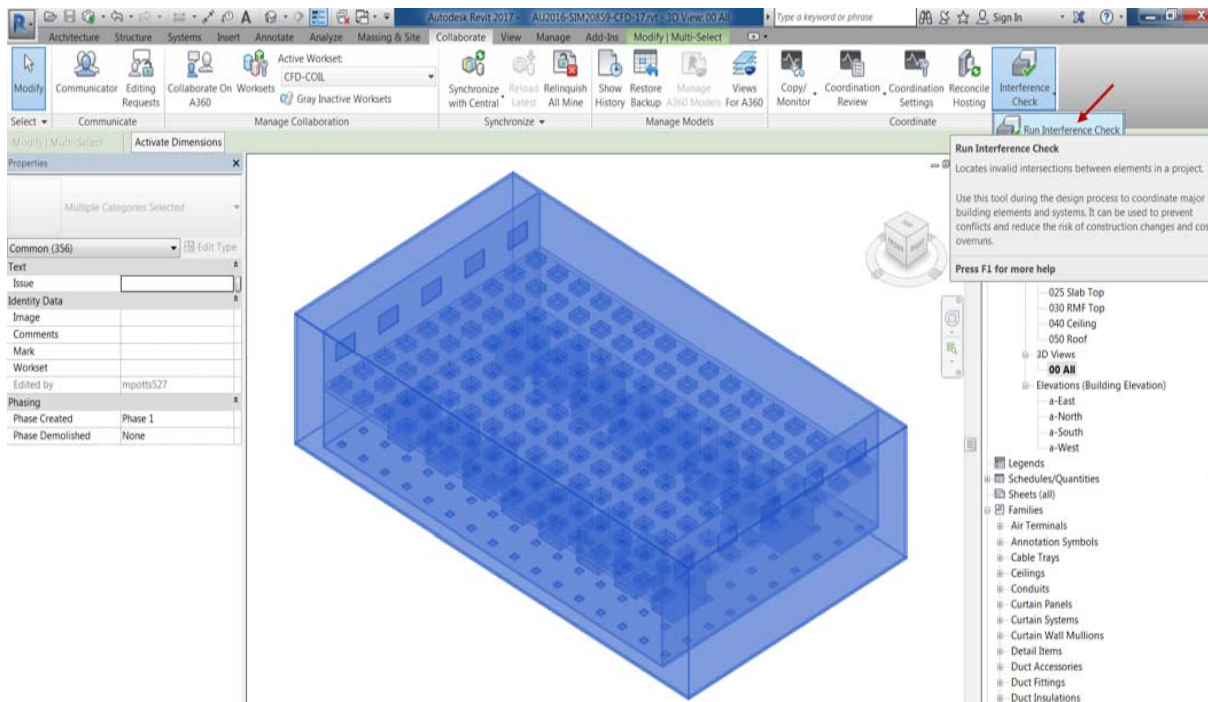 Autodesk Revit 2017 - AU2016-SIM20859-CFD-17.rvt - 3D View: 00 All
Type a keyword or phrase
Sign In
Architecture Structure Systems Insert Annotate Analyze Massing & Site Collaborate View Manage Add-Ins Modify | Multi-Select
Modify
Communicator
Editing
Requests
Collaborate On
A360
Worksets
Active Workset:
CFD-COIL
Gray Inactive Worksets
Synchronize
with Central
Reload
Latest
Relinquish
All Mine
Show
History
Restore
Backup
Manage
A360 Models
Views
For A360
Copy/
Monitor
Coordination
Review
Coordination
Settings
Reconcile
Hosting
Interference
Check
Select
Communicate
Manage Collaboration
Synchronize
Manage Models
Coordinate
Run Interference Check
Modify | Multi-Select
Activate Dimensions
Properties
Multiple Categories Selected
Common (356)
Edit Type
Text
Issue
Identity Data
Image
Comments
Mark
Workset
Edited by mpotts527
Phasing
Phase Created Phase 1
Phase Demolished None
Run Interference Check
Locates invalid intersections between elements in a project.
Use this tool during the design process to coordinate major
building elements and systems. It can be used to prevent
conflicts and reduce the risk of construction changes and cos
overruns.
Press F1 for more help
025 Slab Top
030 RMF Top
040 Ceiling
050 Roof
3D Views
00 All
Elevations (Building Elevation)
a-East
a-North
a-South
a-West
Legends
Schedules/Quantities
Sheets (all)
Families
Air Terminals
Annotation Symbols
Cable Trays
Ceilings
Conduits
Curtain Panels
Curtain Systems
Curtain Wall Mullions
Detail Items
Duct Accessories
Duct Fittings
Duct Insulations